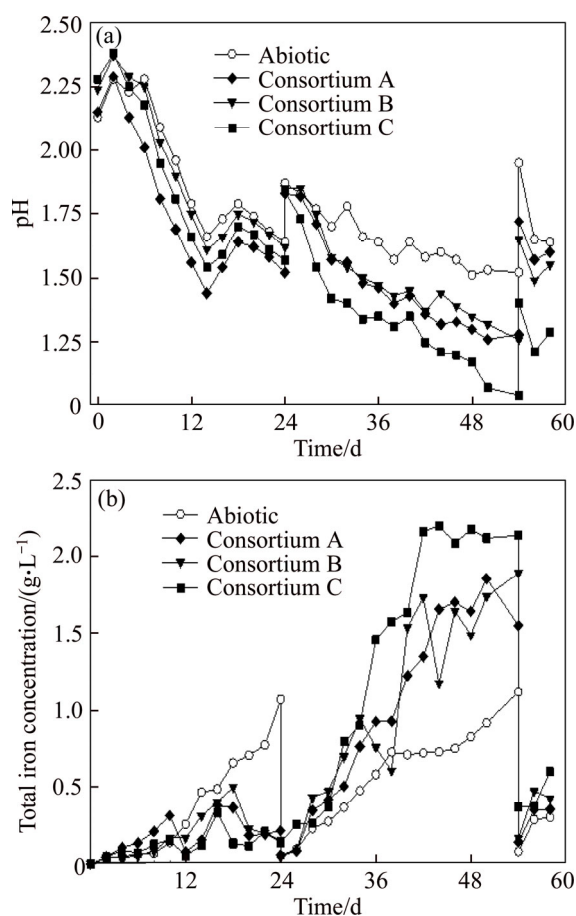 (a)
Abiotic
Consortium A
Consortium B
Consortium C
pH
2.50
2.25
2.00
1.75
1.50
1.25
0
0 12 24 36 48 60
Time/d
(b)
Abiotic
Consortium A
Consortium B
Consortium C
Total iron concentration/(g·L⁻¹)
2.5
2.0
1.5
1.0
0.5
0
12 24 36 48 60
Time/d